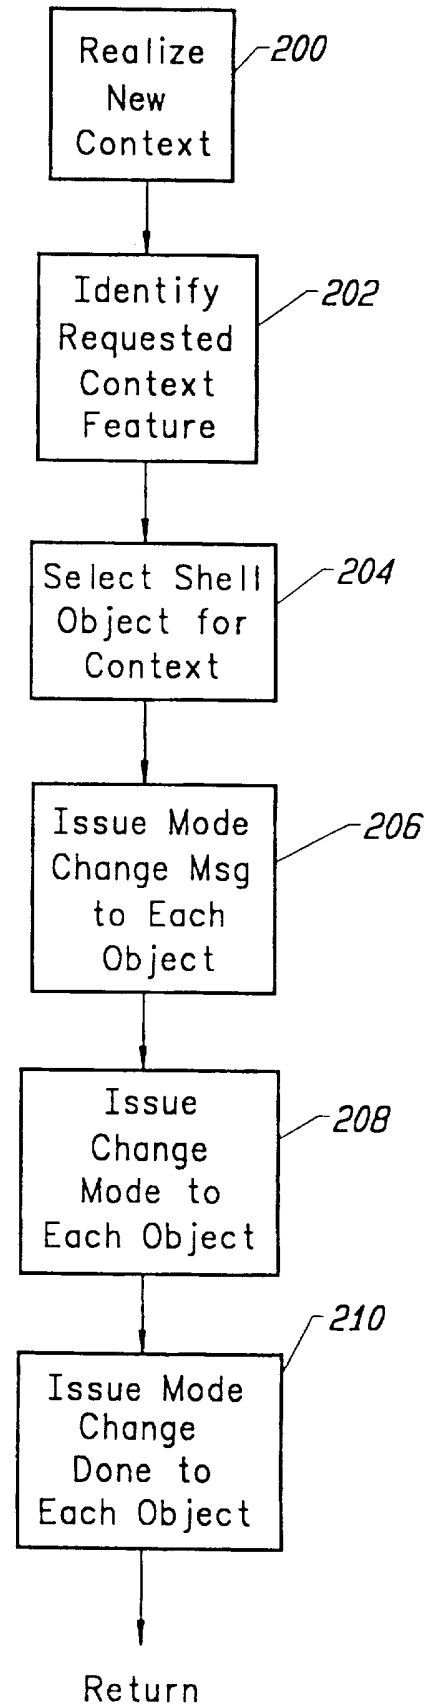 Realize
New
Context
200
Identify
Requested
Context
Feature
202
Select Shell
Object for
Context
204
Issue Mode
Change Msg
to Each
Object
206
Issue
Change
Mode to
Each Object
208
Issue Mode
Change
Done to
Each Object
210
Return